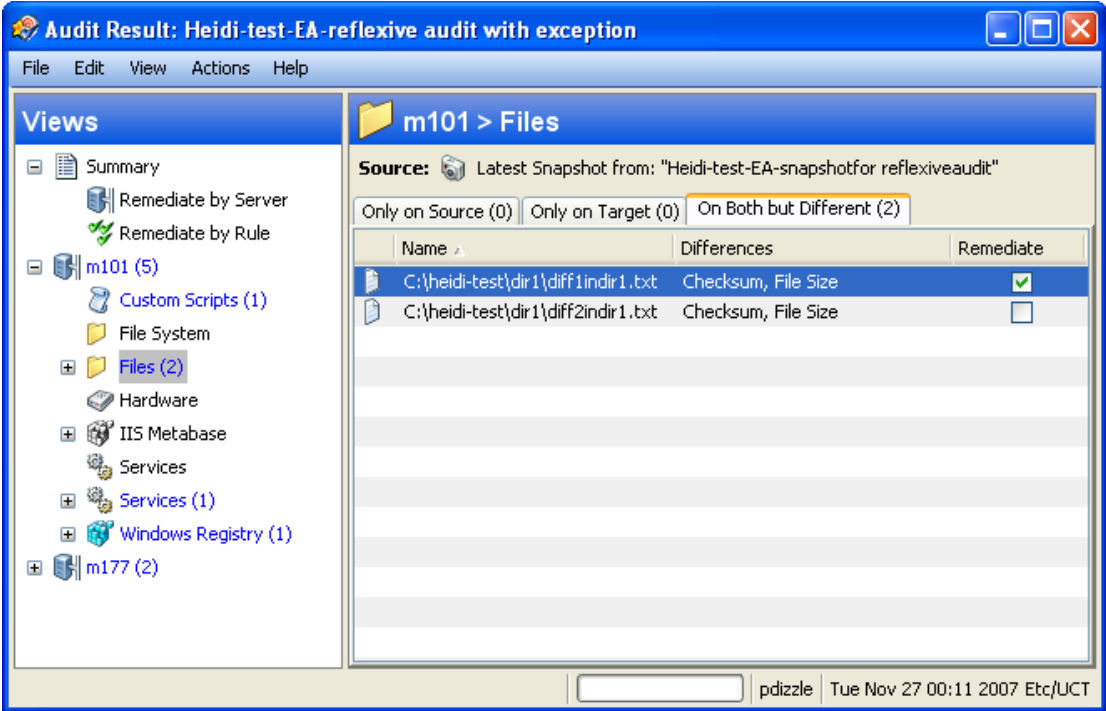 Audit Result: Heidi-test-EA-reflexive audit with exception
File Edit View Actions Help
Views
Summary
Remediate by Server
Remediate by Rule
m101 (5)
Custom Scripts (1)
File System
Files (2)
Hardware
IIS Metabase
Services
Services (1)
Windows Registry (1)
m177 (2)
m101 > Files
Source: Latest Snapshot from: "Heidi-test-EA-snapshotfor reflexiveaudit"
Only on Source (0) Only on Target (0) On Both but Different (2)
Name Differences Remediate
C:\heidi-test\dir1\diff1indir1.txt Checksum, File Size
C:\heidi-test\dir1\diff2indir1.txt Checksum, File Size
pdizzle Tue Nov 27 00:11 2007 Etc/UCT